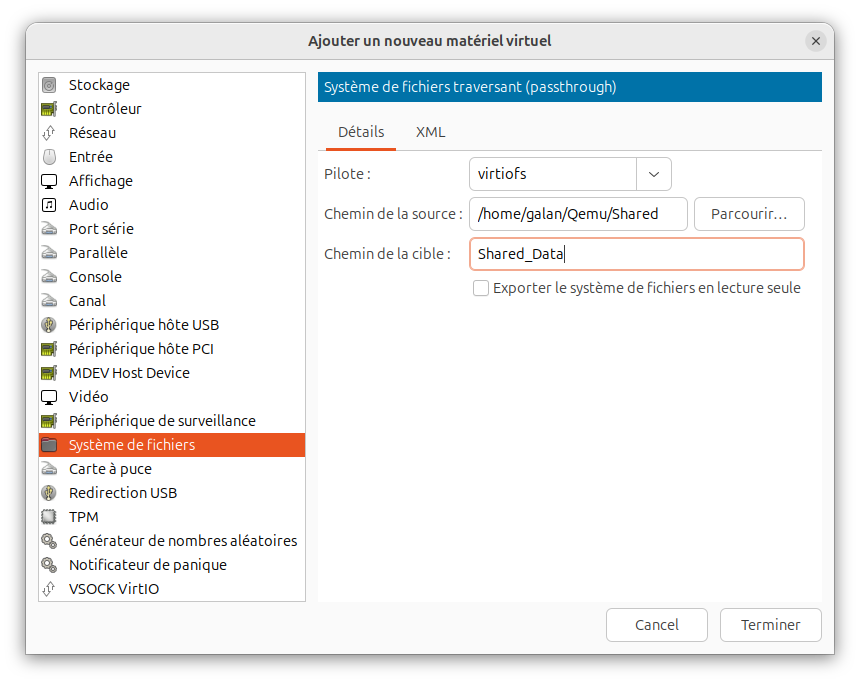 Ajouter un nouveau matériel virtuel
Stockage
Contrôleur
Réseau
Entrée
Affichage
Audio
Port série
Parallèle
Console
Canal
Périphérique hôte USB
Périphérique hôte PCI
MDEV Host Device
Vidéo
Périphérique de surveillance
Système de fichiers
Carte à puce
Redirection USB
TPM
Générateur de nombres aléatoires
Notificateur de panique
VSOCK VirtIO
Système de fichiers traversant (passthrough)
Détails XML
Pilote : virtiofs
Chemin de la source : /home/galan/Qemu/Shared Parcourir...
Chemin de la cible : Shared_Data
Exporter le système de fichiers en lecture seule
Cancel Terminer